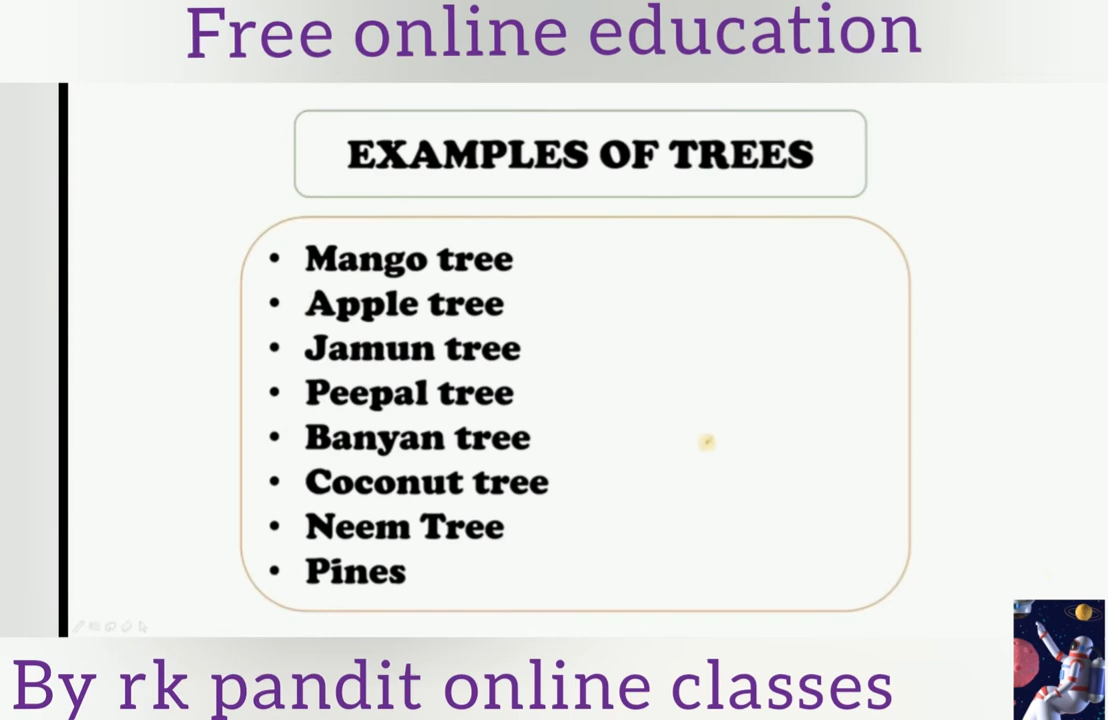 Free online education
EXAMPLES OF TREES
• Mango tree
• Apple tree
• Jamun tree
• Peepal tree
• Banyan tree
• Coconut tree
• Neem Tree
• Pines
By rk pandit online classes